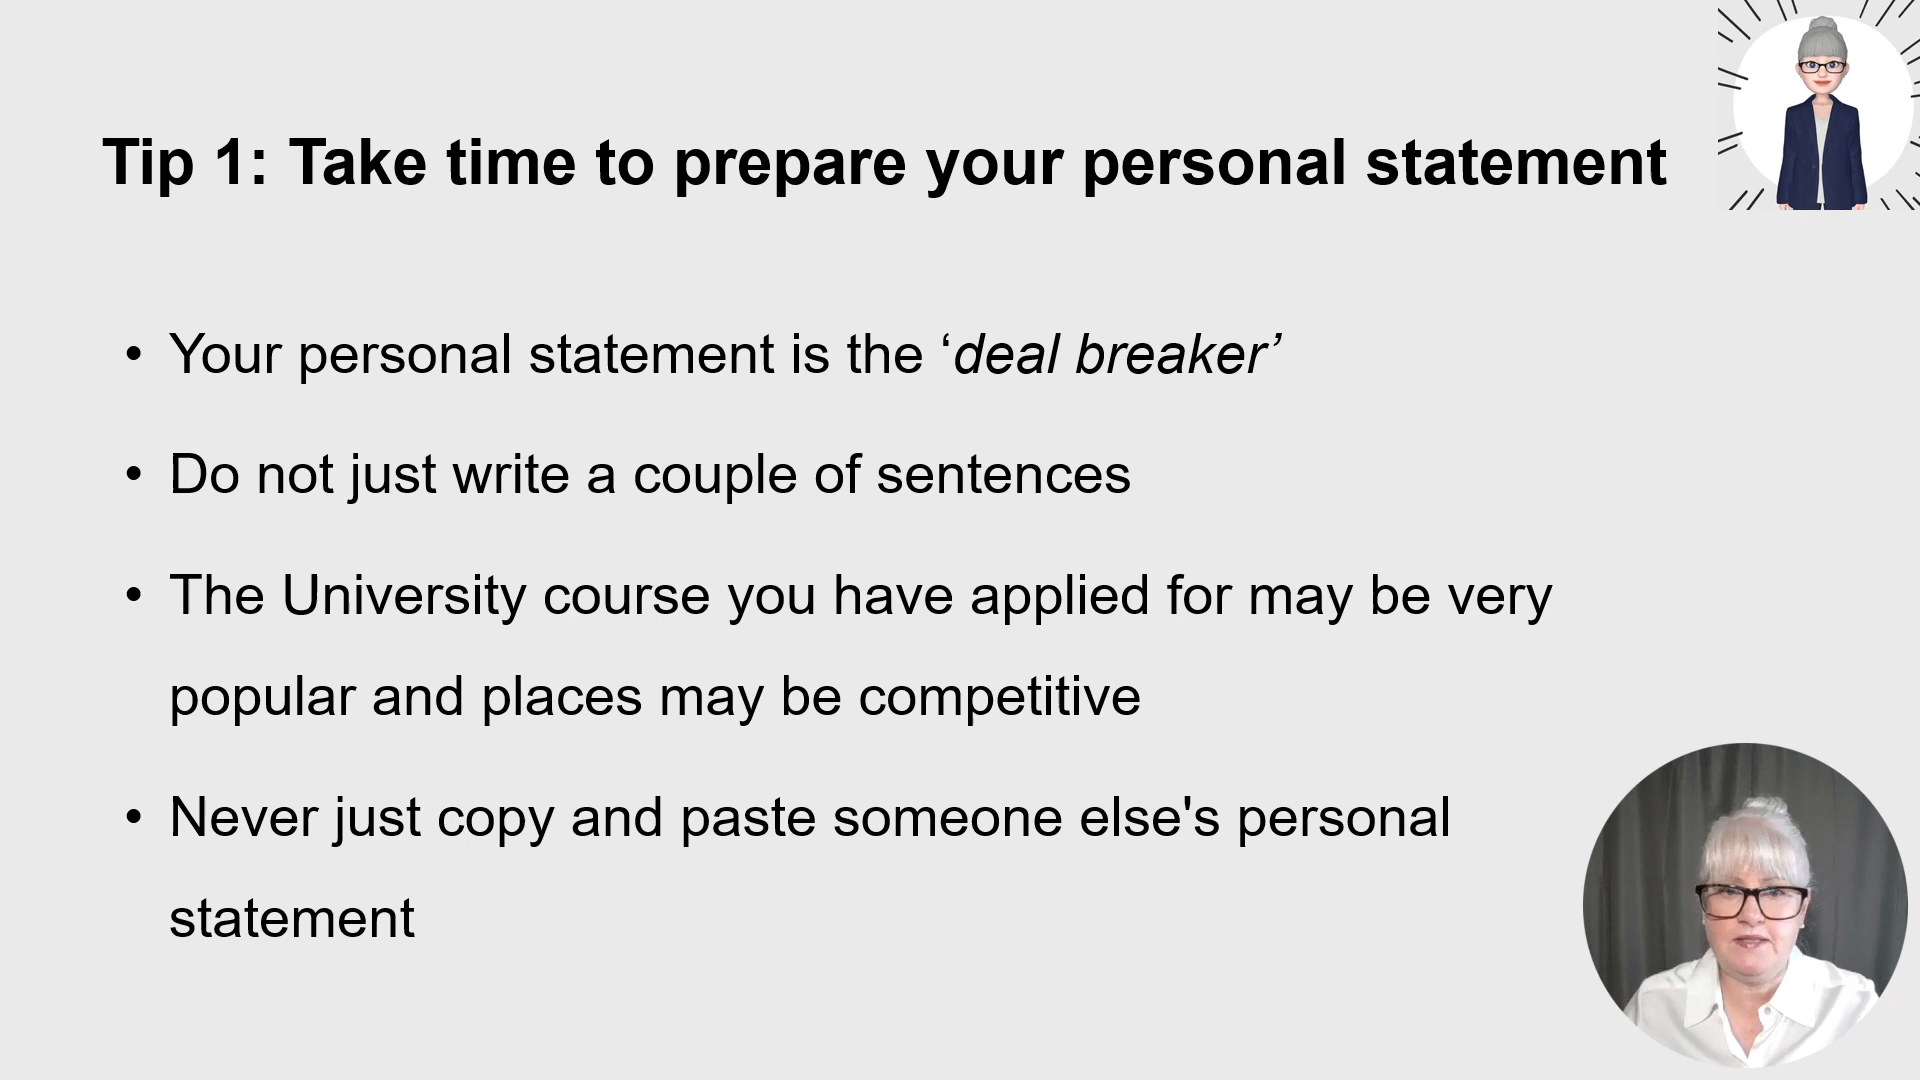 Tip 1: Take time to prepare your personal statement
• Your personal statement is the ‘deal breaker’
• Do not just write a couple of sentences
• The University course you have applied for may be very
popular and places may be competitive
• Never just copy and paste someone else's personal
statement